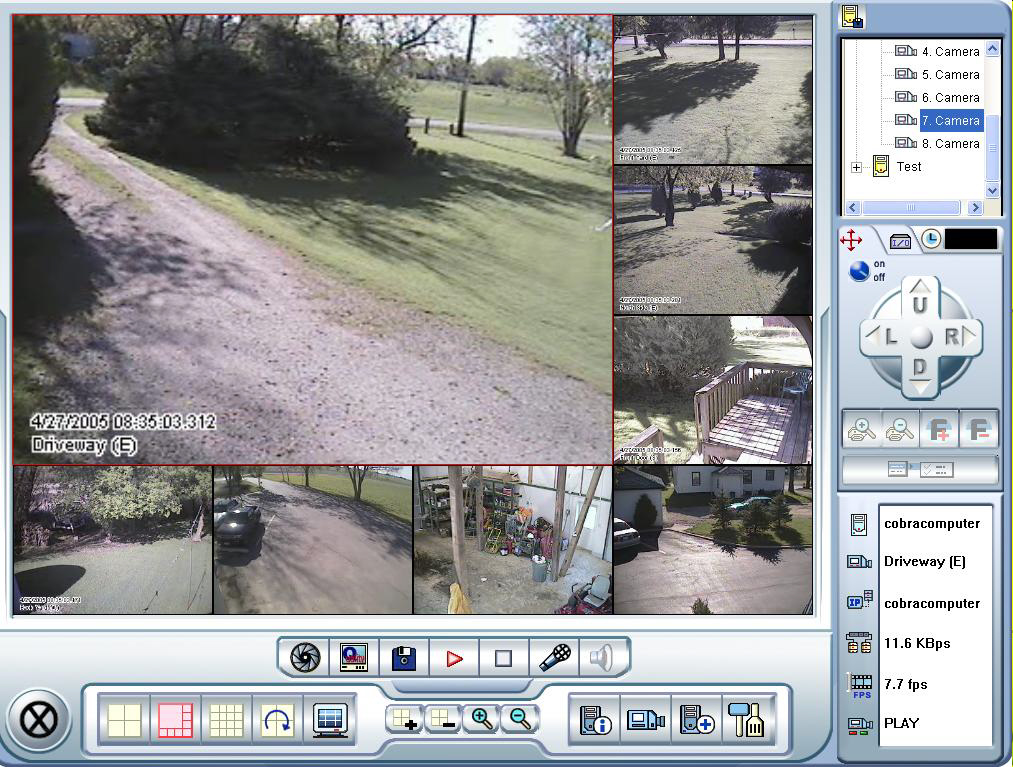 4. Camera
5. Camera
6. Camera
7. Camera
8. Camera
Test
I/O
on
off
U
L
R
D
F
F
4/27/2005 08:35:03.312
Driveway (E)
cobracomputer
Driveway (E)
IP
cobracomputer
11.6 KBps
FPS
7.7 fps
PLAY